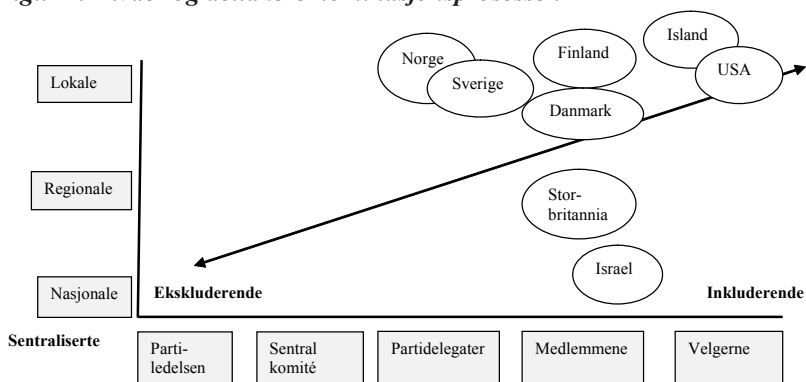 Lokale
Norge
Sverige
Finland
Danmark
Island
USA
Regionale
Stor-
britannia
Israel
Nasjonale
Ekskluderende
Inkluderende
Sentraliserte
Parti-
ledelsen
Sentral
komité
Partidelegater
Medlemmene
Velgerne